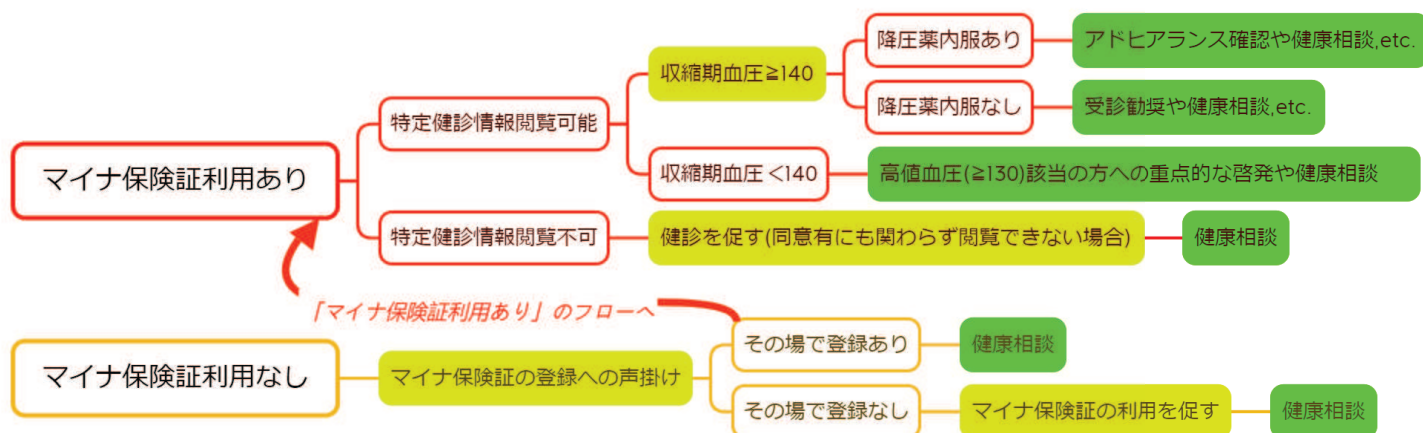 マイナ保険証利用あり
特定健診情報閲覧可能
収縮期血圧≧140
降圧薬内服あり
アドヒアランス確認や健康相談,etc.
降圧薬内服なし
受診勧奨や健康相談,etc.
収縮期血圧<140
高値血圧(≧130)該当の方への重点的な啓発や健康相談
特定健診情報閲覧不可
健診を促す(同意有にも関わらず閲覧できない場合)
健康相談
「マイナ保険証利用あり」のフローへ
マイナ保険証利用なし
マイナ保険証の登録への声掛け
その場で登録あり
健康相談
その場で登録なし
マイナ保険証の利用を促す
健康相談